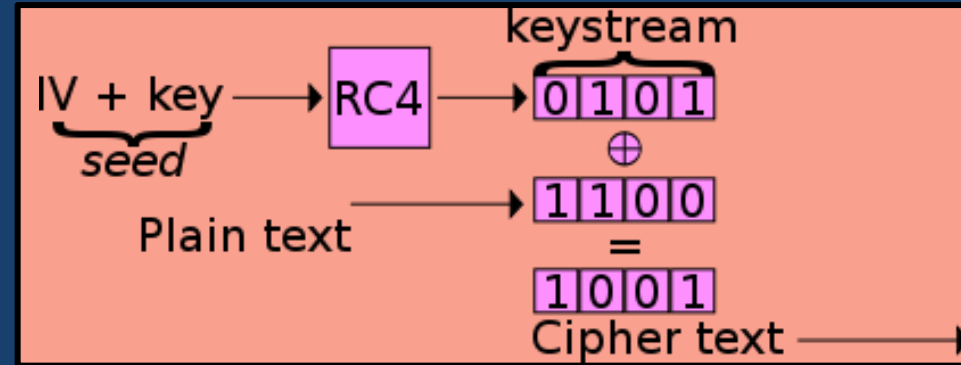 keystream
IV + key RC4 0 1 0 1
seed
⊕
Plain text 1 1 0 0
=
1 0 0 1
Cipher text